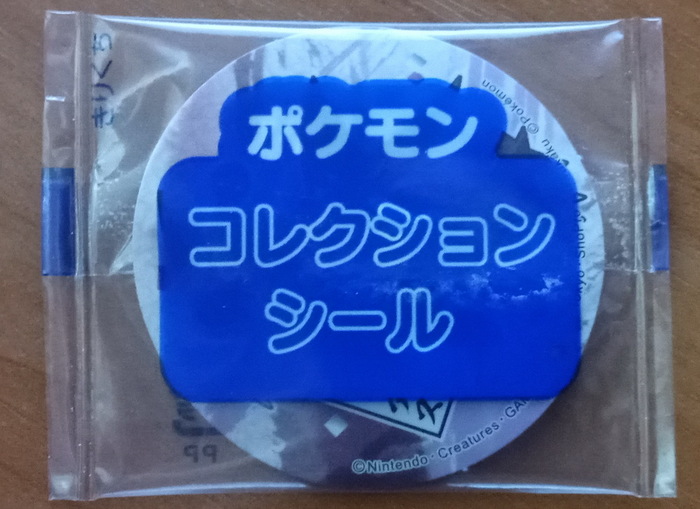 ポケモン
コレクション
シール
きりくち
©Pokémon
©Nintendo・Creatures・GA
PP